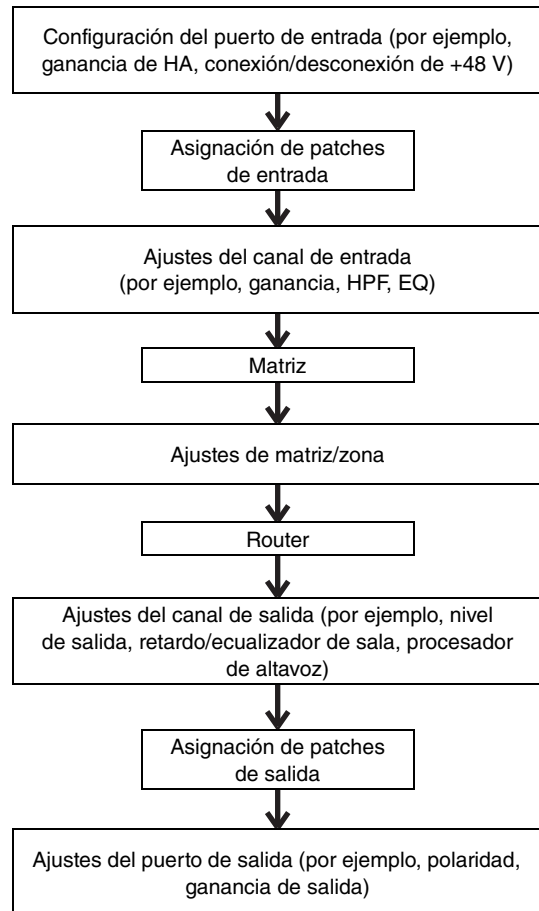 Configuración del puerto de entrada (por ejemplo,
ganancia de HA, conexión/desconexión de +48 V)
Asignación de patches
de entrada
Ajustes del canal de entrada
(por ejemplo, ganancia, HPF, EQ)
Matriz
Ajustes de matriz/zona
Router
Ajustes del canal de salida (por ejemplo, nivel
de salida, retardo/ecualizador de sala, procesador
de altavoz)
Asignación de patches
de salida
Ajustes del puerto de salida (por ejemplo, polaridad,
ganancia de salida)